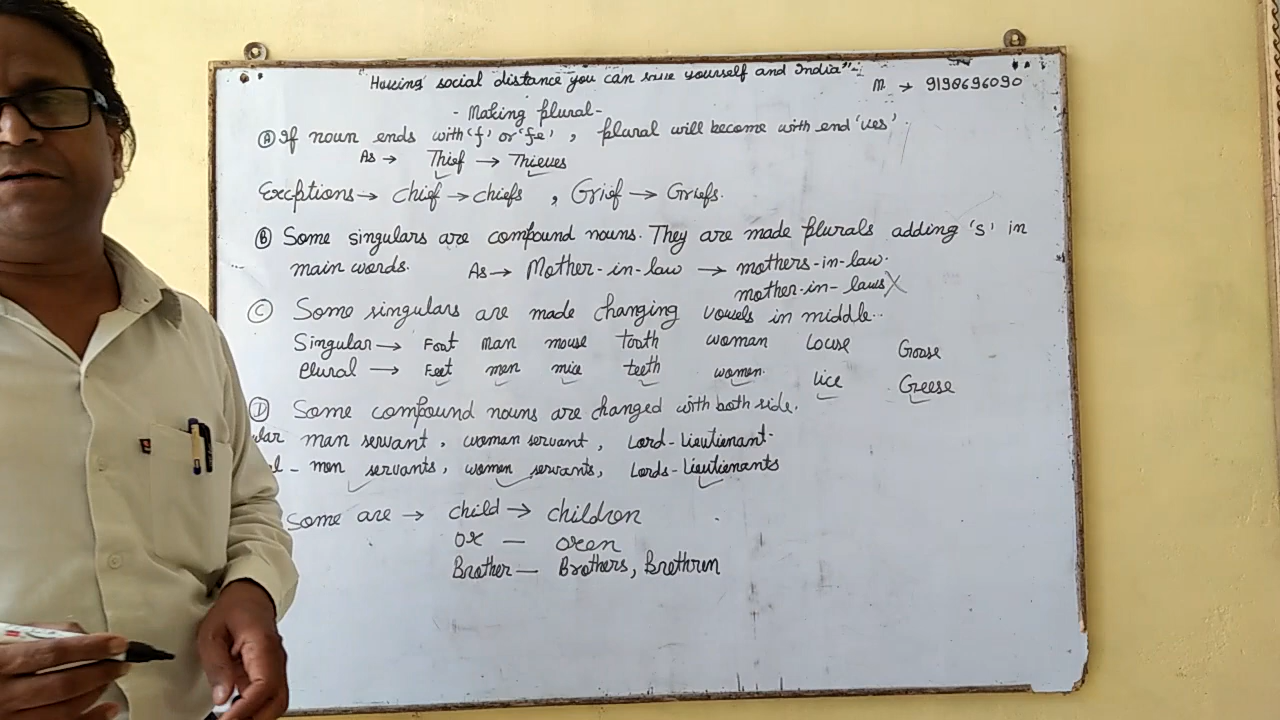 "Having social distance you can save yourself and India"-
M. → 9198696090
- Making plural -
Ⓐ If noun ends with 'f' or 'fe', plural will become with end 'ves'.
As → Thief → Thieves
Exceptions → chief → chiefs , Grief → Griefs.
Ⓑ Some singulars are compound nouns. They are made plurals adding 's' in
main words. As → Mother-in-law → mothers-in-law.
mother-in-laws X
Ⓒ Some singulars are made changing vowels in middle..
Singular → Foot man mouse tooth woman Louse Goose
Plural → Feet men mice teeth women. lice Geese
Ⓓ Some compound nouns are changed with both side.
ular man servant, woman servant, Lord-Lieutienant-
l - men servants, women servants, Lords-Lieutienants
Some are → child → children
ox — oxen
Brother — Brothers, Brethren